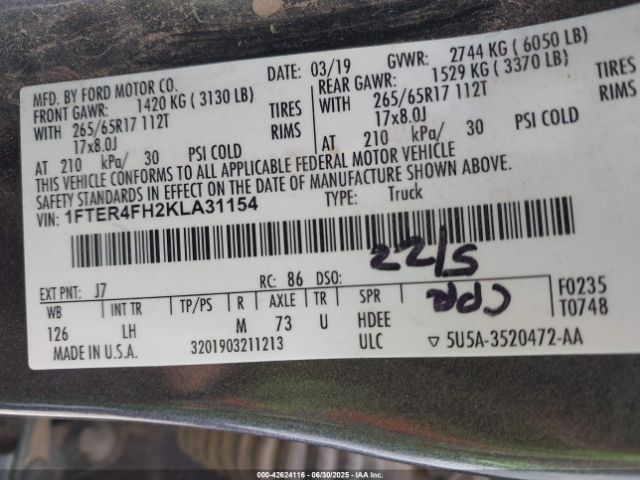 MFD. BY FORD MOTOR CO. DATE: 03/19 GVWR: 2744 KG ( 6050 LB)
FRONT GAWR: 1420 KG ( 3130 LB) REAR GAWR: 1529 KG ( 3370 LB)
WITH 265/65R17 112T TIRES WITH 265/65R17 112T TIRES
17x8.0J RIMS 17x8.0J RIMS
AT 210 kPa/ 30 PSI COLD AT 210 kPa/ 30 PSI COLD
THIS VEHICLE CONFORMS TO ALL APPLICABLE FEDERAL MOTOR VEHICLE
SAFETY STANDARDS IN EFFECT ON THE DATE OF MANUFACTURE SHOWN ABOVE.
VIN: 1FTER4FH2KLA31154 TYPE: Truck
5/22
CPR
EXT PNT: J7 RC: 86 DSO:
WB INT TR TP/PS R AXLE TR SPR F0235
126 LH M 73 U HDEE T0748
MADE IN U.S.A. 3201903211213 ULC ▽ 5U5A-3520472-AA
000-42624116 - 06/30/2025 - IAAI, Inc.